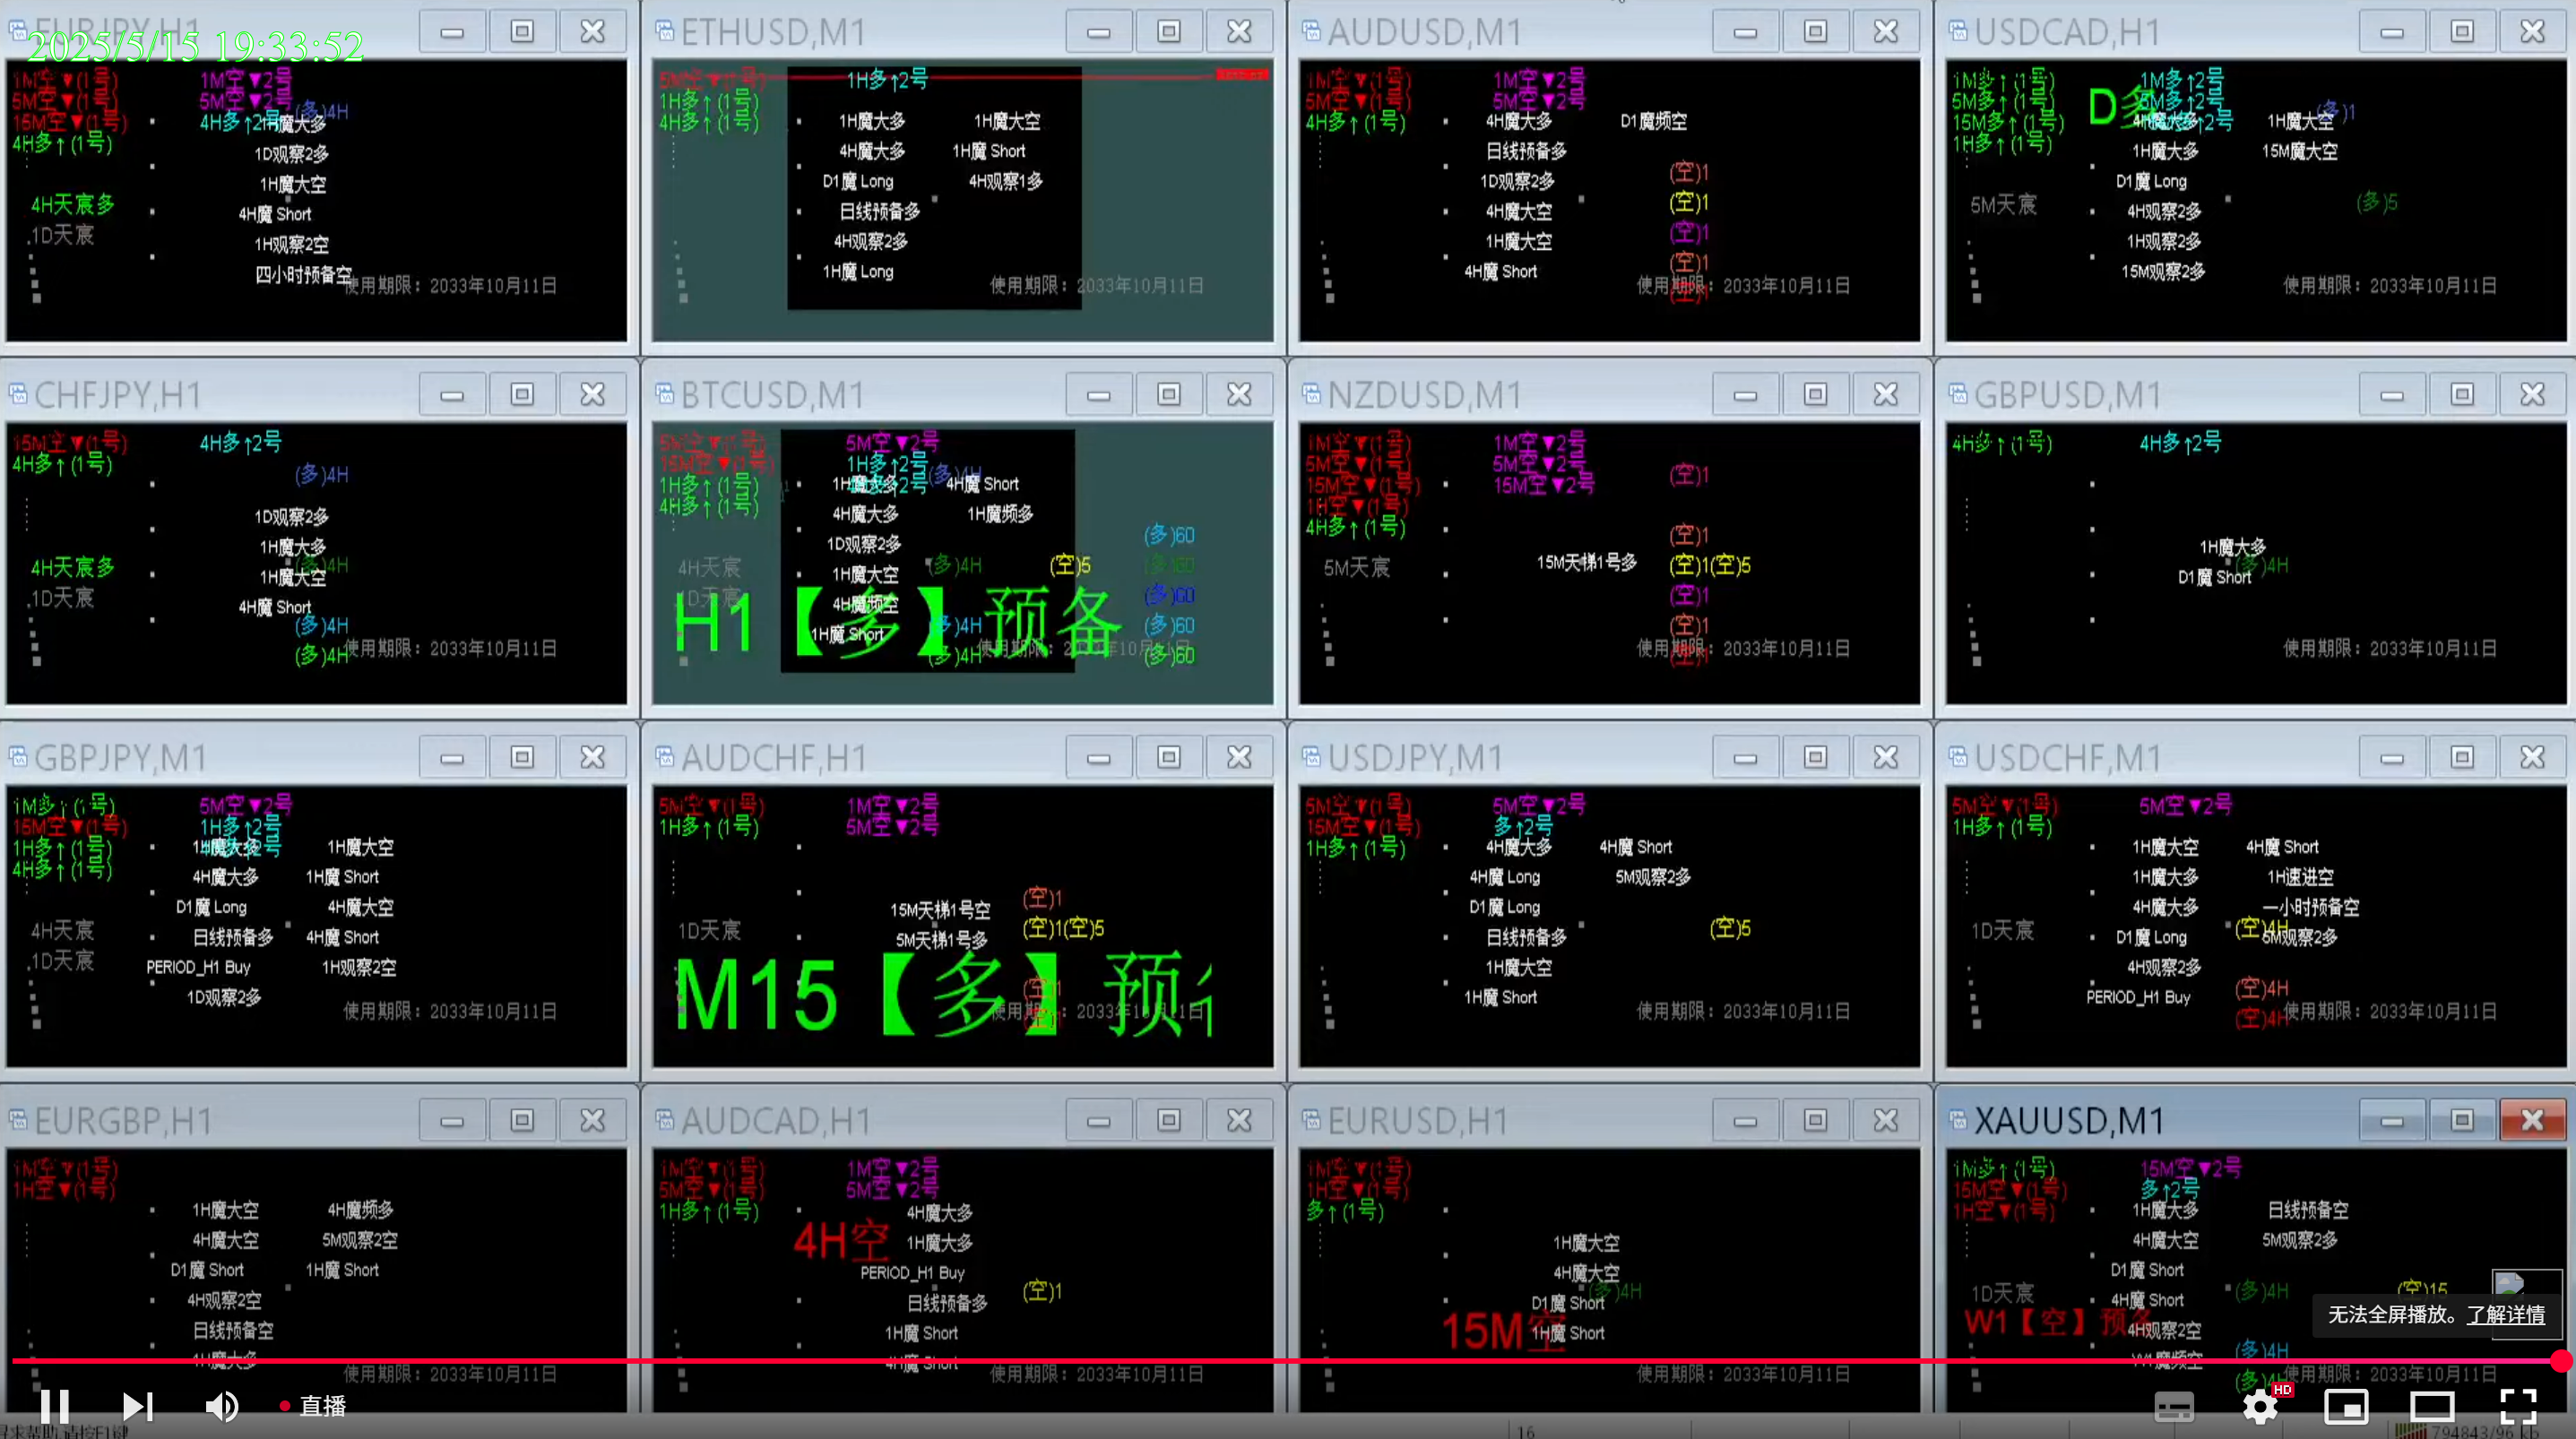 EURJPY,H1
2025/5/15 19:33:52
1M空▼(1号)
5M空▼(1号)
15M空▼(1号)
4H多↑(1号)
1M空▼2号
5M空▼2号
4H多↑2号
(多)4H
1H魔大多
1D观察2多
1H魔大空
4H魔 Short
1H观察2空
四小时预备空
4H天宸多
1D天宸
使用期限：2033年10月11日
ETHUSD,M1
5M空▼(1号)
1H多↑(1号)
4H多↑(1号)
1H多↑2号
1H魔大多
1H魔大空
4H魔大多
1H魔 Short
D1魔 Long
4H观察1多
日线预备多
4H观察2多
1H魔 Long
使用期限：2033年10月11日
AUDUSD,M1
1M空▼(1号)
5M空▼(1号)
4H多↑(1号)
1M空▼2号
5M空▼2号
4H魔大多
D1魔频空
日线预备多
1D观察2多
4H魔大空
1H魔大空
4H魔 Short
(空)1
(空)1
(空)1
(空)1
(空)1
使用期限：2033年10月11日
USDCAD,H1
1M多↑(1号)
5M多↑(1号)
15M多↑(1号)
1H多↑(1号)
D多
1M多↑2号
5M多↑2号
(多)1
4H魔大多
1H魔大空
1H魔大多
15M魔大空
D1魔 Long
4H观察2多
1H观察2多
15M观察2多
5M天宸
(多)5
使用期限：2033年10月11日
CHFJPY,H1
15M空▼(1号)
4H多↑(1号)
4H多↑2号
(多)4H
1D观察2多
1H魔大多
1H魔大空
4H魔 Short
4H天宸多
1D天宸
(多)4H
(多)4H
(多)4H
使用期限：2033年10月11日
BTCUSD,M1
5M空▼(1号)
15M空▼(1号)
1H多↑(1号)
4H多↑(1号)
5M空▼2号
1H多↑2号
(多)4H
1H魔大多
4H魔 Short
4H魔大多
1H魔频多
1D观察2多
1H魔大空
4H魔频空
1H魔 Short
4H天宸
1D天宸
(多)4H
(空)5
(多)60
(多)60
(多)60
(多)60
(多)60
(多)4H
(多)4H
H1【多】预备
NZDUSD,M1
1M空▼(1号)
5M空▼(1号)
15M空▼(1号)
1H空▼(1号)
4H多↑(1号)
1M空▼2号
5M空▼2号
15M空▼2号
(空)1
(空)1
5M天宸
15M天梯1号多
(空)1(空)5
(空)1
(空)1
(空)1
使用期限：2033年10月11日
GBPUSD,M1
4H多↑(1号)
4H多↑2号
1H魔大多
(多)4H
D1魔 Short
使用期限：2033年10月11日
GBPJPY,M1
1M多↑(1号)
15M空▼(1号)
1H多↑(1号)
4H多↑(1号)
5M空▼2号
1H多↑2号
1H魔大多
1H魔大空
4H魔大多
1H魔 Short
D1魔 Long
4H魔大空
日线预备多
4H魔 Short
PERIOD_H1 Buy
1H观察2空
1D观察2多
4H天宸
1D天宸
使用期限：2033年10月11日
AUDCHF,H1
5M空▼(1号)
1H多↑(1号)
1M空▼2号
5M空▼2号
15M天梯1号空
5M天梯1号多
(空)1
(空)1(空)5
(空)1
1D天宸
M15【多】预
USDJPY,M1
5M空▼(1号)
15M空▼(1号)
1H多↑(1号)
5M空▼2号
多↑2号
4H魔大多
4H魔 Short
4H魔 Long
5M观察2多
D1魔 Long
日线预备多
1H魔大空
1H魔 Short
(空)5
使用期限：2033年10月11日
USDCHF,M1
5M空▼(1号)
1H多↑(1号)
5M空▼2号
1H魔大空
4H魔 Short
1H魔大多
1H速进空
4H魔大多
一小时预备空
D1魔 Long
5M观察2多
4H观察2多
PERIOD_H1 Buy
1D天宸
(空)4H
(空)4H
(空)4H
使用期限：2033年10月11日
EURGBP,H1
1M空▼(1号)
1H空▼(1号)
1H魔大空
4H魔频多
4H魔大空
5M观察2空
D1魔 Short
1H魔 Short
4H观察2空
日线预备空
1H魔大多
使用期限：2033年10月11日
AUDCAD,H1
1M空▼(1号)
5M空▼(1号)
1H多↑(1号)
1M空▼2号
5M空▼2号
4H空
4H魔大多
1H魔大多
PERIOD_H1 Buy
日线预备多
1H魔 Short
4H魔 Short
(空)1
使用期限：2033年10月11日
EURUSD,H1
1M空▼(1号)
1H空▼(1号)
多↑(1号)
1H魔大空
4H魔大空
(多)4H
D1魔 Short
1H魔 Short
15M空
使用期限：2033年10月11日
XAUUSD,M1
1M多↑(1号)
15M空▼(1号)
1H空▼(1号)
15M空▼2号
多↑2号
1H魔大多
日线预备空
4H魔大空
5M观察2多
D1魔 Short
4H魔 Short
4H观察2空
W1魔频空
1D天宸
(多)4H
(空)15
W1【空】预备
(多)4H
使用期限：2033年10月11日
无法全屏播放。了解详情
直播
HD
16
794843/96 kb